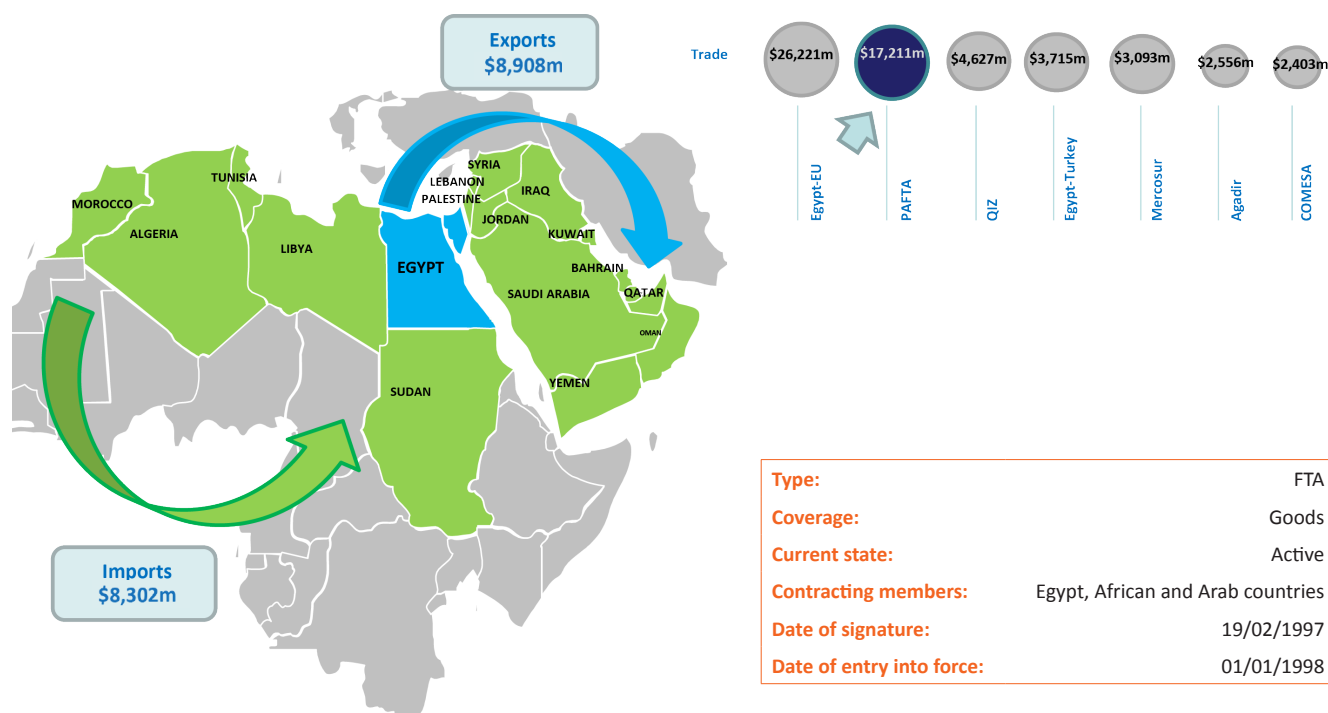 Exports
$8,908m
Trade
$26,221m
$17,211m
$4,627m
$3,715m
$3,093m
$2,556m
$2,403m
Egypt-EU
PAFTA
QIZ
Egypt-Turkey
Mercosur
Agadir
COMESA
SYRIA
TUNISIA
LEBANON
IRAQ
PALESTINE
MOROCCO
JORDAN
ALGERIA
KUWAIT
LIBYA
EGYPT
BAHRAIN
SAUDI ARABIA
QATAR
OMAN
YEMEN
SUDAN
Imports
$8,302m
Type: FTA
Coverage: Goods
Current state: Active
Contracting members: Egypt, African and Arab countries
Date of signature: 19/02/1997
Date of entry into force: 01/01/1998